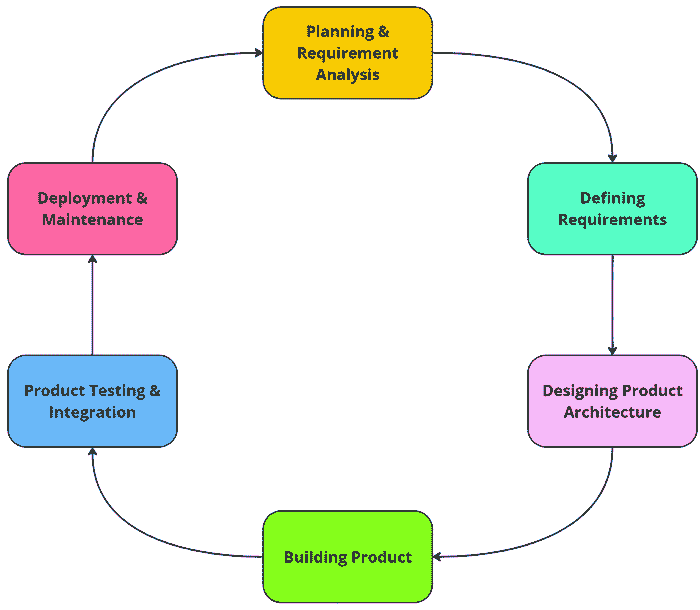 Planning &
Requirement
Analysis
Defining
Requirements
Designing Product
Architecture
Building Product
Product Testing &
Integration
Deployment &
Maintenance